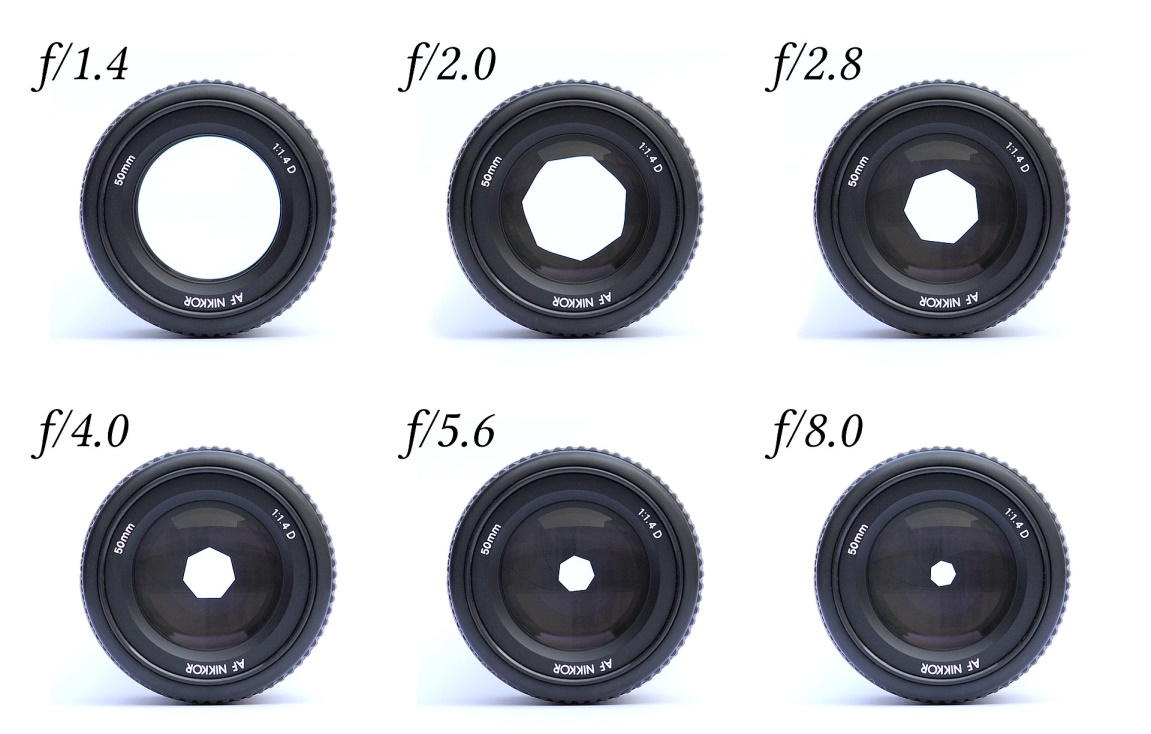 f/1.4
50mm
1:1.4 D
AF NIKKOR
f/2.0
50mm
1:1.4 D
AF NIKKOR
f/2.8
50mm
1:1.4 D
AF NIKKOR
f/4.0
50mm
1:1.4 D
AF NIKKOR
f/5.6
50mm
1:1.4 D
AF NIKKOR
f/8.0
50mm
1:1.4 D
AF NIKKOR